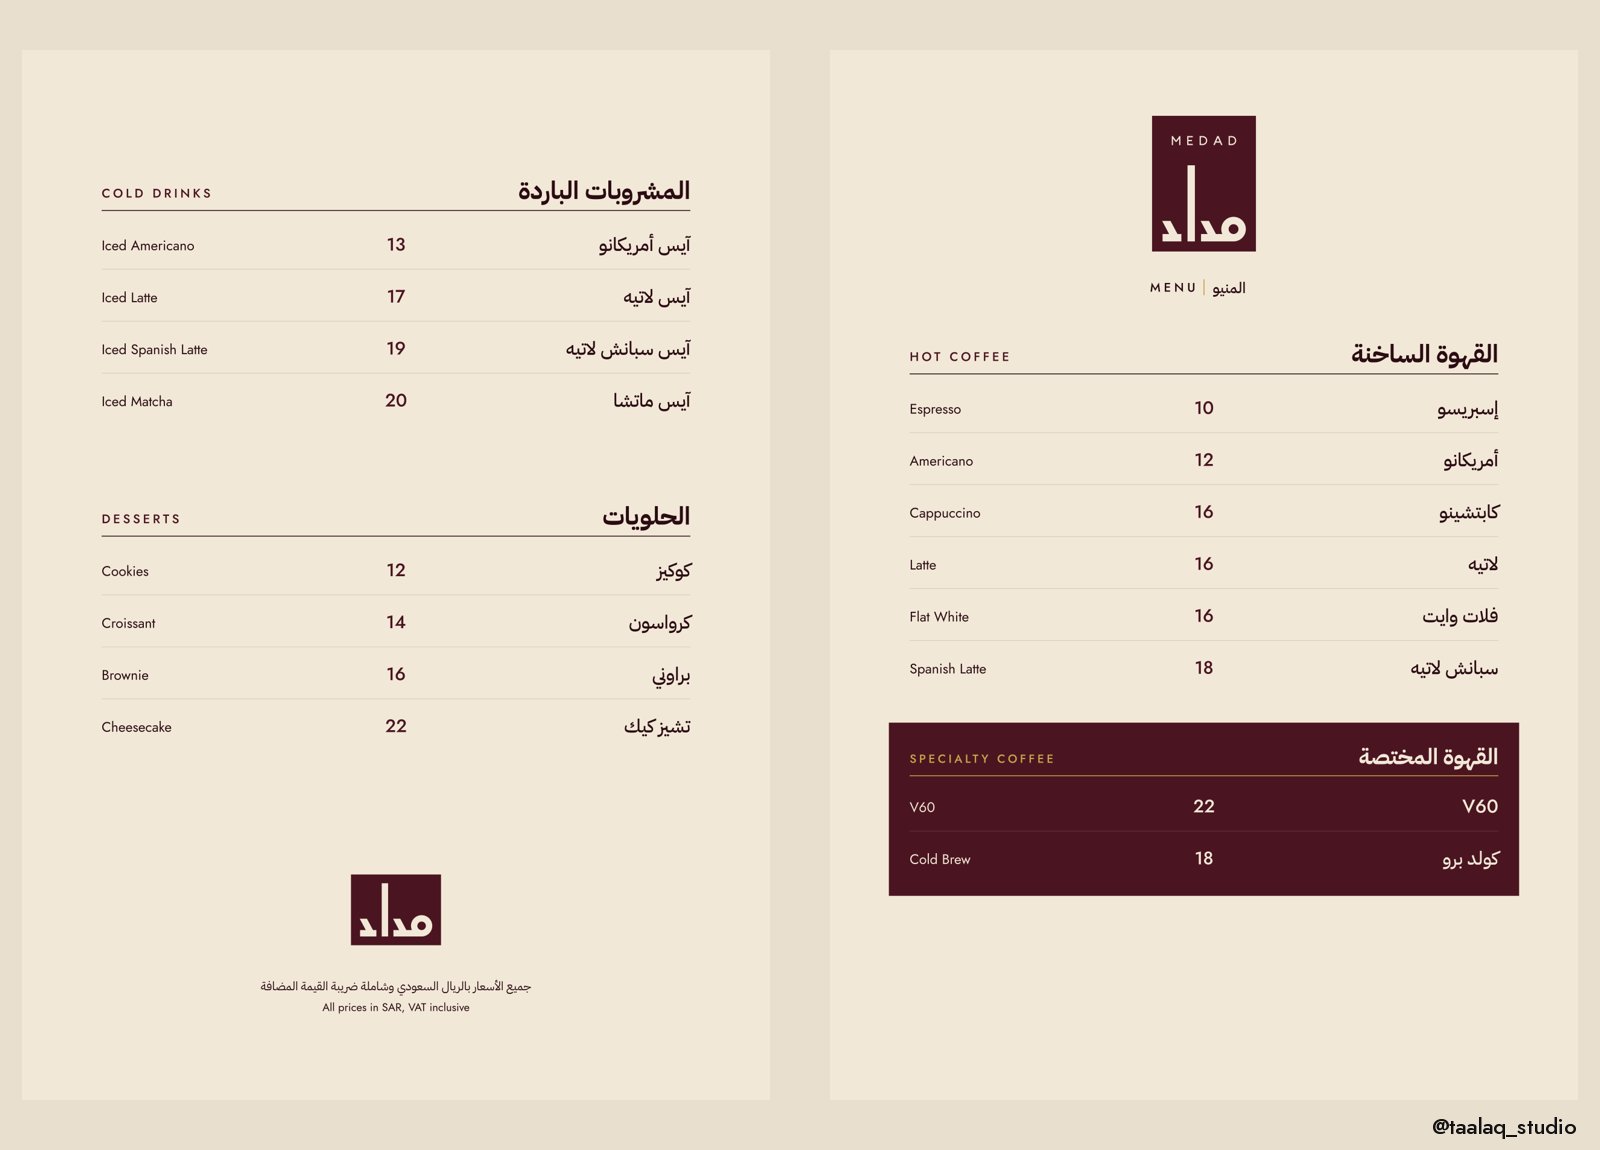 MEDAD
مداد
MENU | المنيو
HOT COFFEE القهوة الساخنة
Espresso 10 إسبريسو
Americano 12 أمريكانو
Cappuccino 16 كابتشينو
Latte 16 لاتيه
Flat White 16 فلات وايت
Spanish Latte 18 سبانش لاتيه
SPECIALTY COFFEE القهوة المختصة
V60 22 V60
Cold Brew 18 كولد برو
COLD DRINKS المشروبات الباردة
Iced Americano 13 آيس أمريكانو
Iced Latte 17 آيس لاتيه
Iced Spanish Latte 19 آيس سبانش لاتيه
Iced Matcha 20 آيس ماتشا
DESSERTS الحلويات
Cookies 12 كوكيز
Croissant 14 كرواسون
Brownie 16 براوني
Cheesecake 22 تشيز كيك
مداد
جميع الأسعار بالريال السعودي وشاملة ضريبة القيمة المضافة
All prices in SAR, VAT inclusive
@taalaq_studio